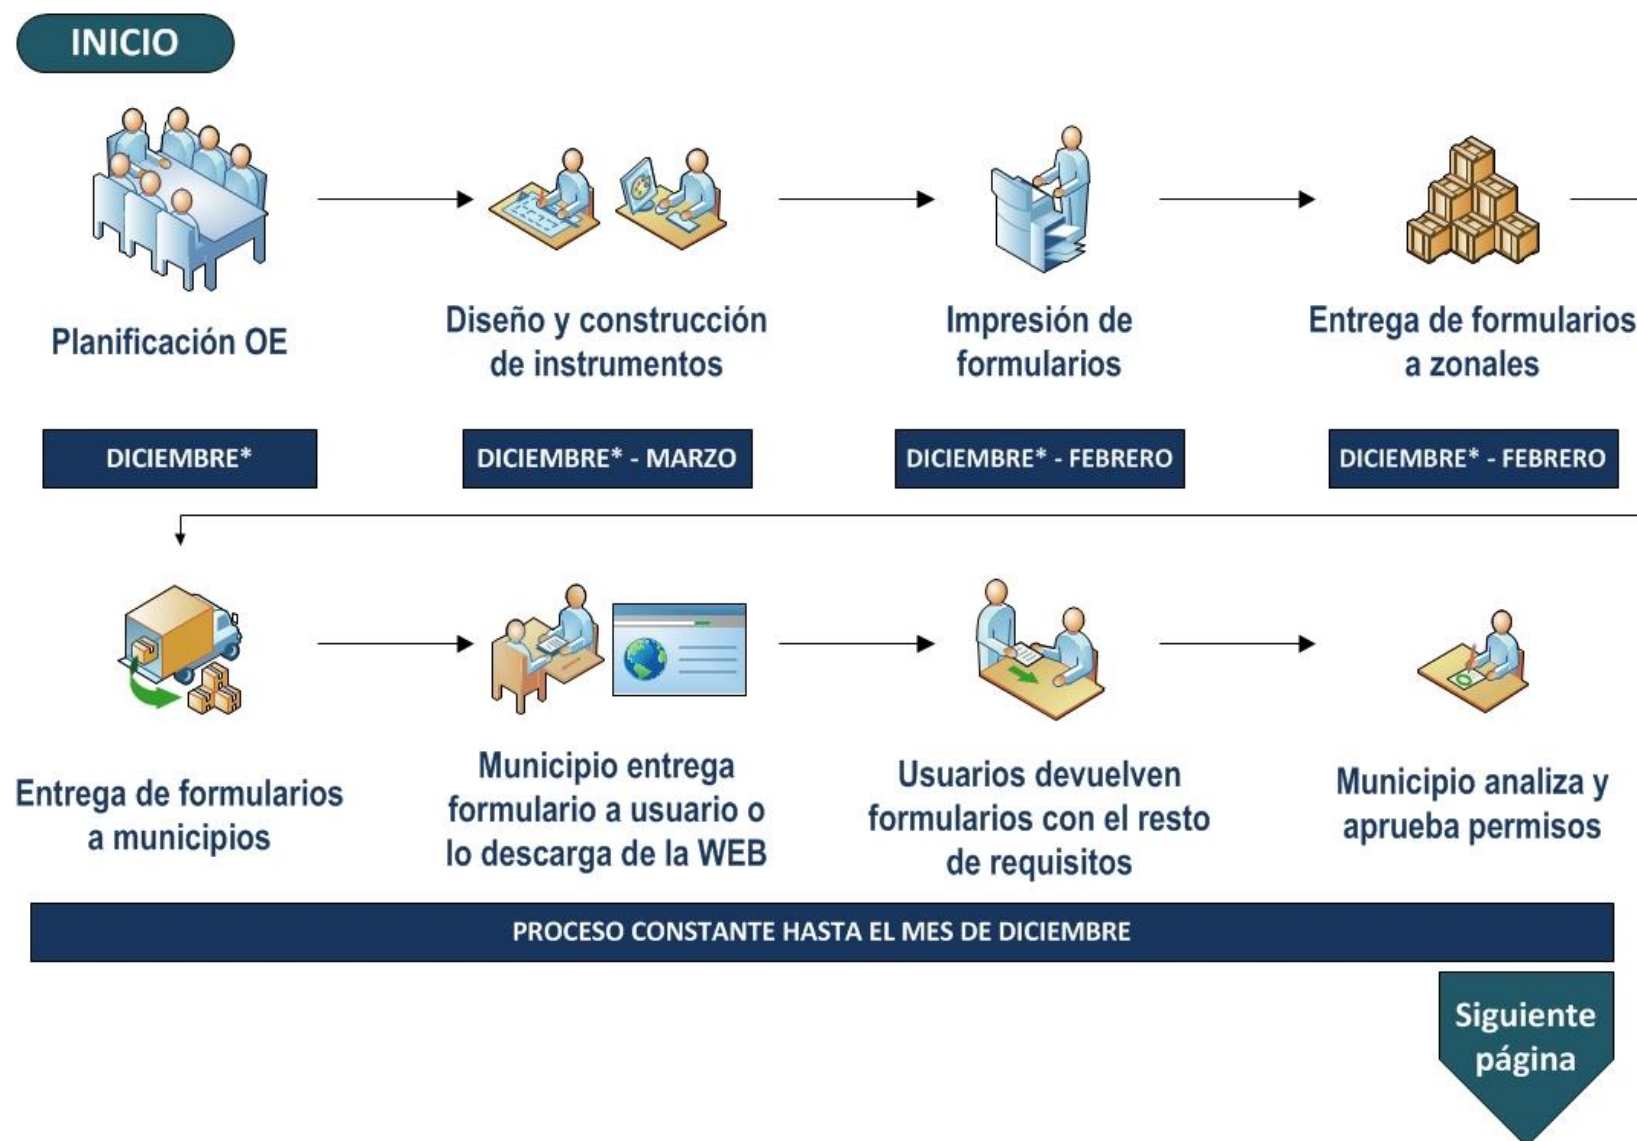 INICIO
Planificación OE
Diseño y construcción
de instrumentos
Impresión de
formularios
Entrega de formularios
a zonales
DICIEMBRE*
DICIEMBRE* - MARZO
DICIEMBRE* - FEBRERO
DICIEMBRE* - FEBRERO
Entrega de formularios
a municipios
Municipio entrega
formulario a usuario o
lo descarga de la WEB
Usuarios devuelven
formularios con el resto
de requisitos
Municipio analiza y
aprueba permisos
PROCESO CONSTANTE HASTA EL MES DE DICIEMBRE
Siguiente
página